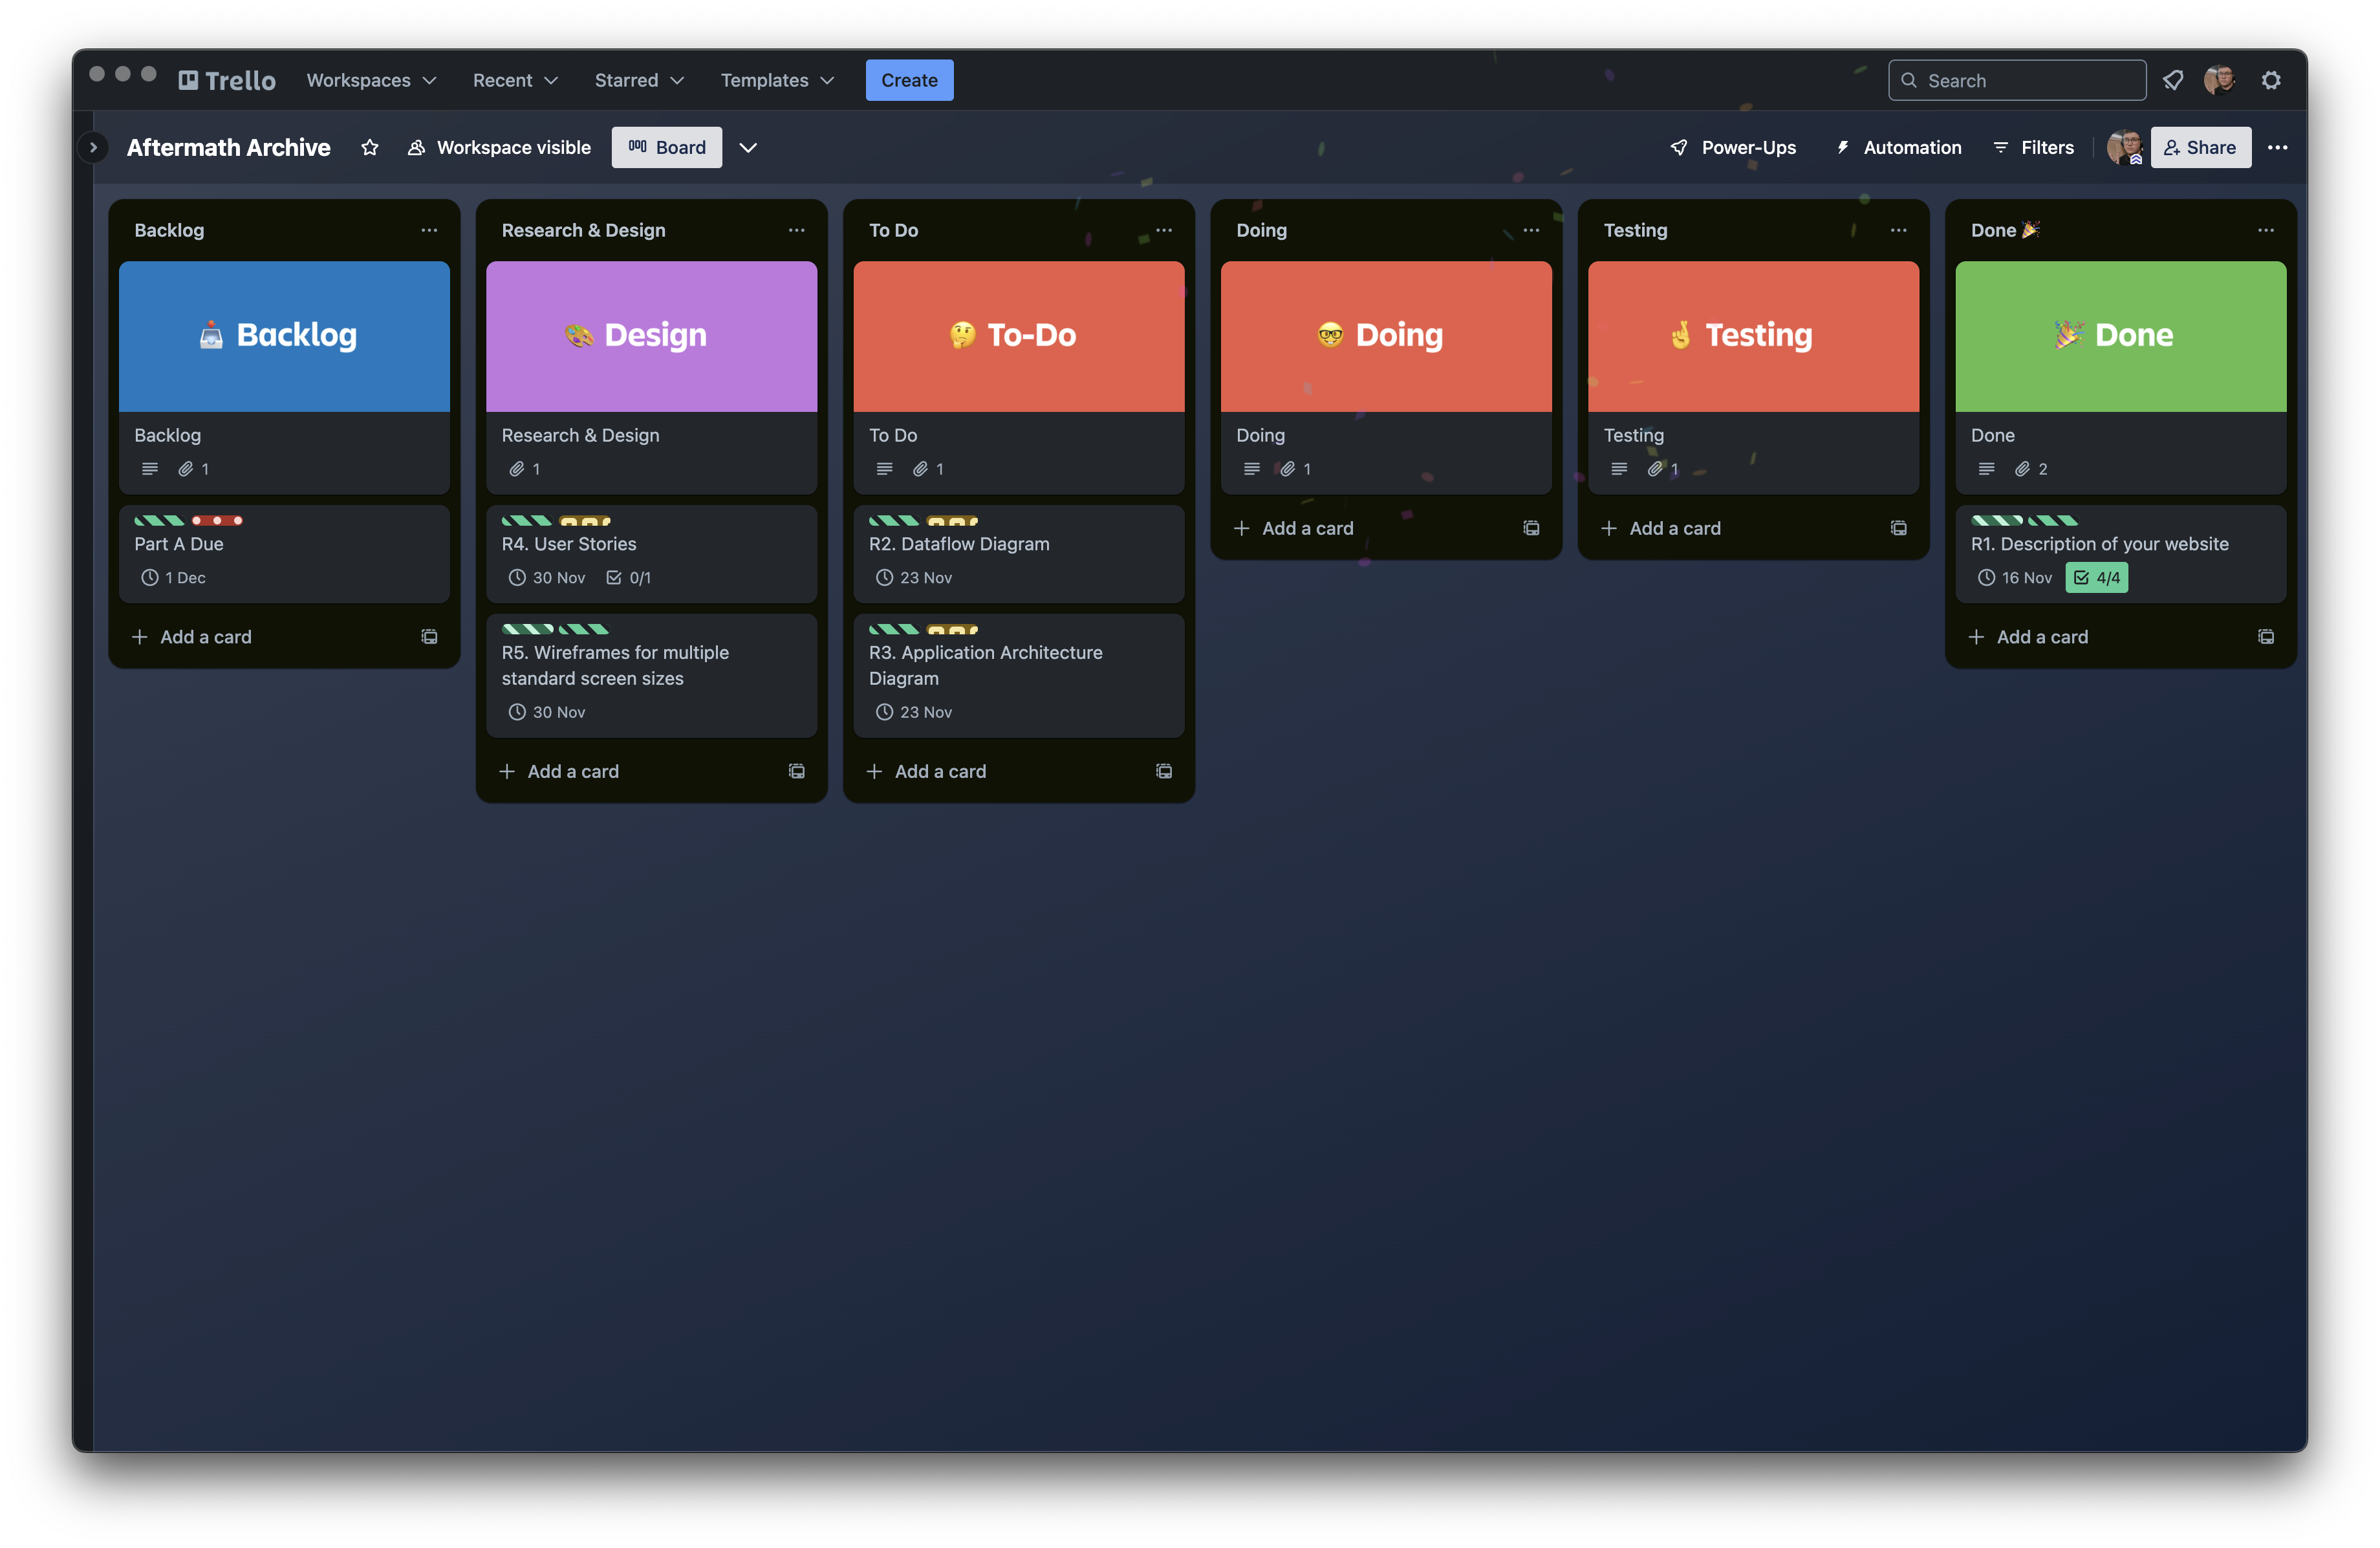 Trello Workspaces Recent Starred Templates Create Search
Aftermath Archive Workspace visible Board Power-Ups Automation Filters Share
Backlog
Backlog
Backlog
1
Part A Due
1 Dec
Add a card
Research & Design
Design
Research & Design
1
R4. User Stories
30 Nov 0/1
R5. Wireframes for multiple
standard screen sizes
30 Nov
Add a card
To Do
To-Do
To Do
1
R2. Dataflow Diagram
23 Nov
R3. Application Architecture
Diagram
23 Nov
Add a card
Doing
Doing
Doing
1
Add a card
Testing
Testing
Testing
1
Add a card
Done 🎉
Done
Done
2
R1. Description of your website
16 Nov 4/4
Add a card